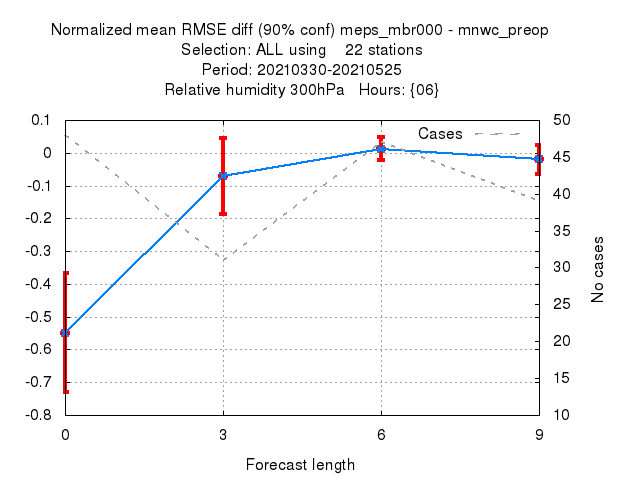 Normalized mean RMSE diff (90% conf) meps_mbr000 - mnwc_preop
Selection: ALL using    22 stations
Period: 20210330-20210525
Relative humidity 300hPa   Hours: {06}
Cases
0.1
0
-0.1
-0.2
-0.3
-0.4
-0.5
-0.6
-0.7
-0.8
50
45
40
35
30
25
20
15
10
No cases
0 3 6 9
Forecast length